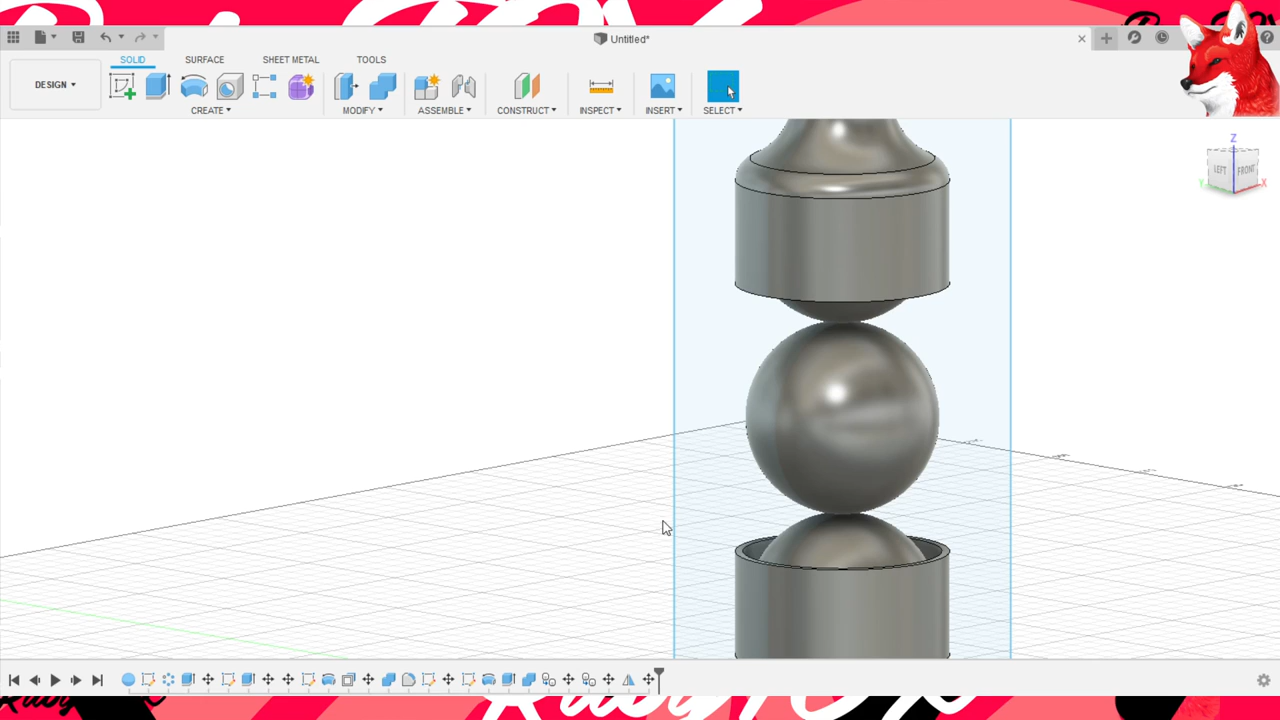 Untitled*
SOLID SURFACE SHEET METAL TOOLS
DESIGN
CREATE MODIFY ASSEMBLE CONSTRUCT INSPECT INSERT SELECT
Z
LEFT FRONT
Y X